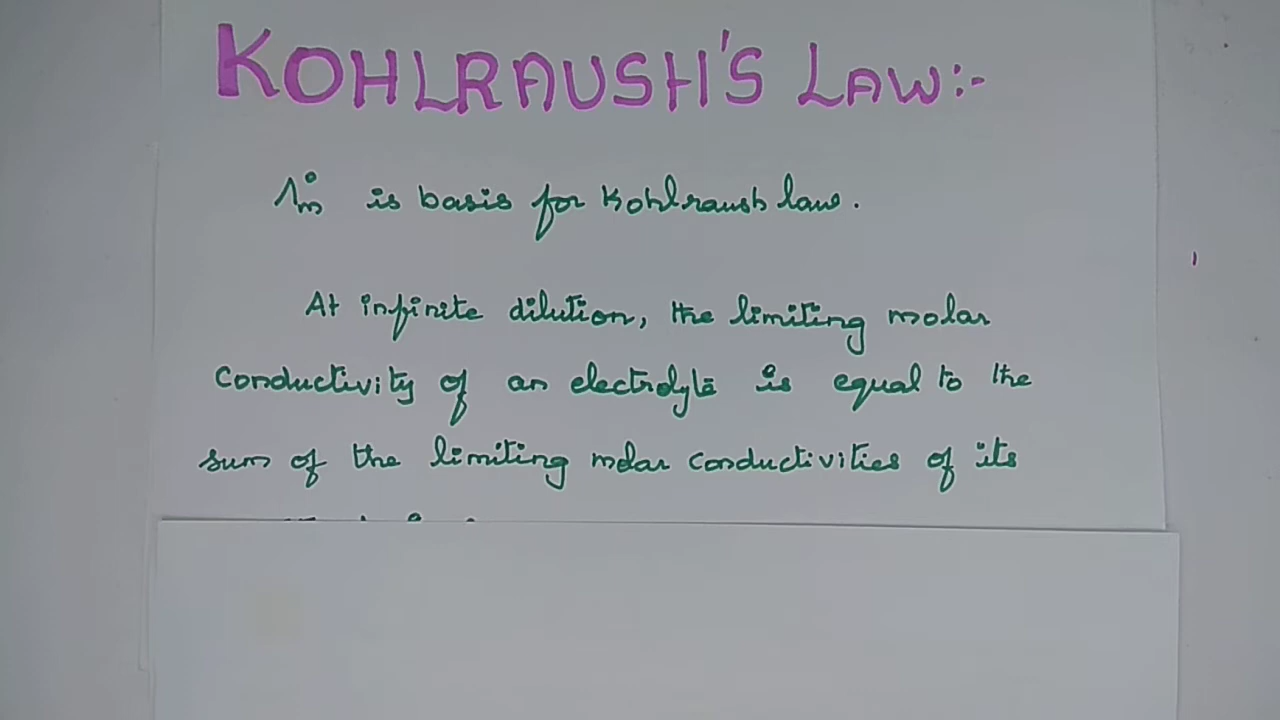 KOHLRAUSH'S LAW:-
Λ°m is basis for Kohlraush law.
At infinite dilution, the limiting molar
conductivity of an electrolyte is equal to the
sum of the limiting molar conductivities of its